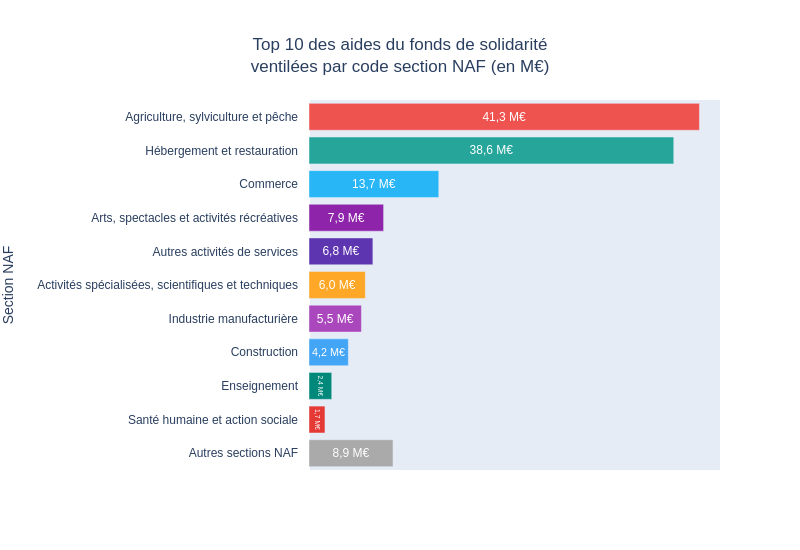 Top 10 des aides du fonds de solidarité
ventilées par code section NAF (en M€)
Section NAF
Agriculture, sylviculture et pêche 41,3 M€
Hébergement et restauration 38,6 M€
Commerce 13,7 M€
Arts, spectacles et activités récréatives 7,9 M€
Autres activités de services 6,8 M€
Activités spécialisées, scientifiques et techniques 6,0 M€
Industrie manufacturière 5,5 M€
Construction 4,2 M€
Enseignement 2,4 M€
Santé humaine et action sociale 1,7 M€
Autres sections NAF 8,9 M€